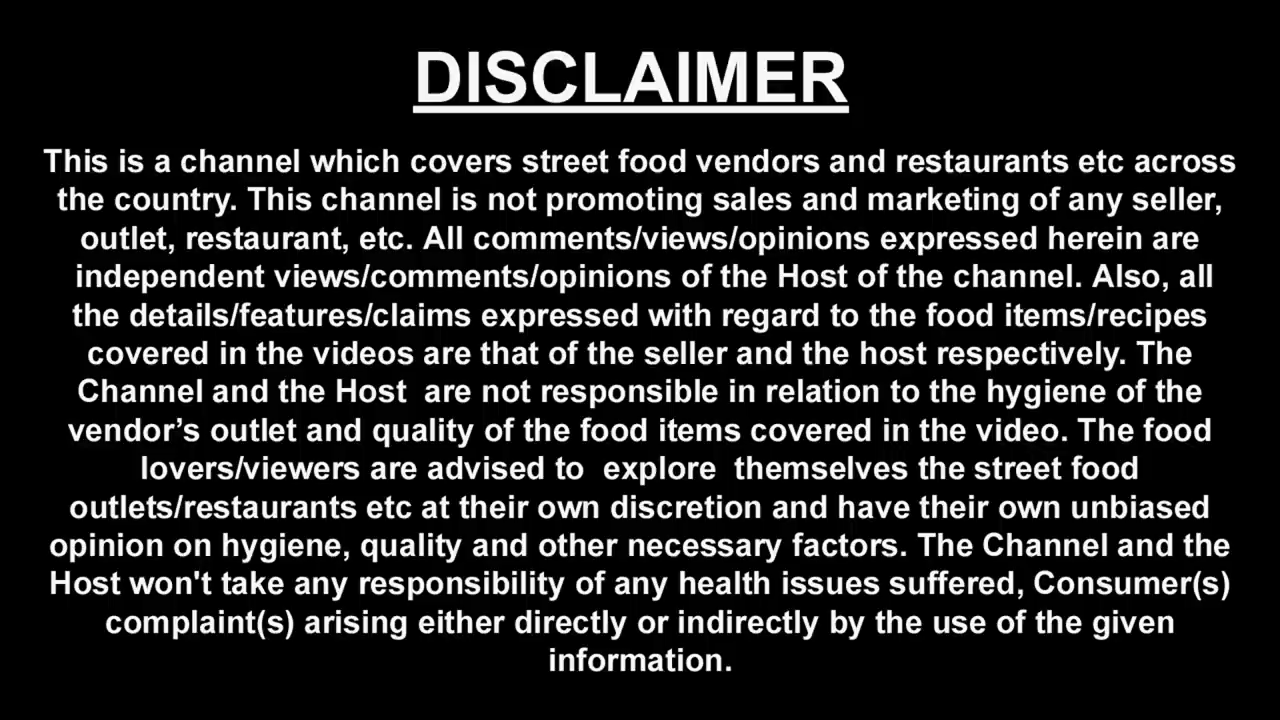 DISCLAIMER
This is a channel which covers street food vendors and restaurants etc across
the country. This channel is not promoting sales and marketing of any seller,
outlet, restaurant, etc. All comments/views/opinions expressed herein are
independent views/comments/opinions of the Host of the channel. Also, all
the details/features/claims expressed with regard to the food items/recipes
covered in the videos are that of the seller and the host respectively. The
Channel and the Host  are not responsible in relation to the hygiene of the
vendor’s outlet and quality of the food items covered in the video. The food
lovers/viewers are advised to  explore  themselves the street food
outlets/restaurants etc at their own discretion and have their own unbiased
opinion on hygiene, quality and other necessary factors. The Channel and the
Host won't take any responsibility of any health issues suffered, Consumer(s)
complaint(s) arising either directly or indirectly by the use of the given
information.